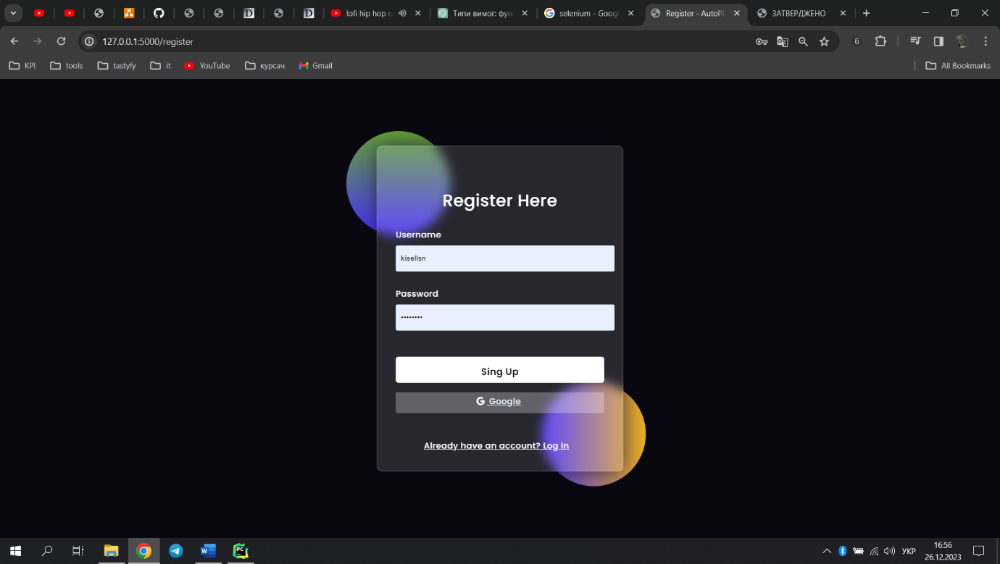 lofi hip hop ra
Типи вимог: фун
selenium - Googl
Register - AutoP
ЗАТВЕРДЖЕНО
127.0.0.1:5000/register
KPI
tools
tastyfy
it
YouTube
курсач
Gmail
All Bookmarks
Register Here
Username
kisellsn
Password
••••••••
Sing Up
G Google
Already have an account? Log In
16:56
УКР
26.12.2023